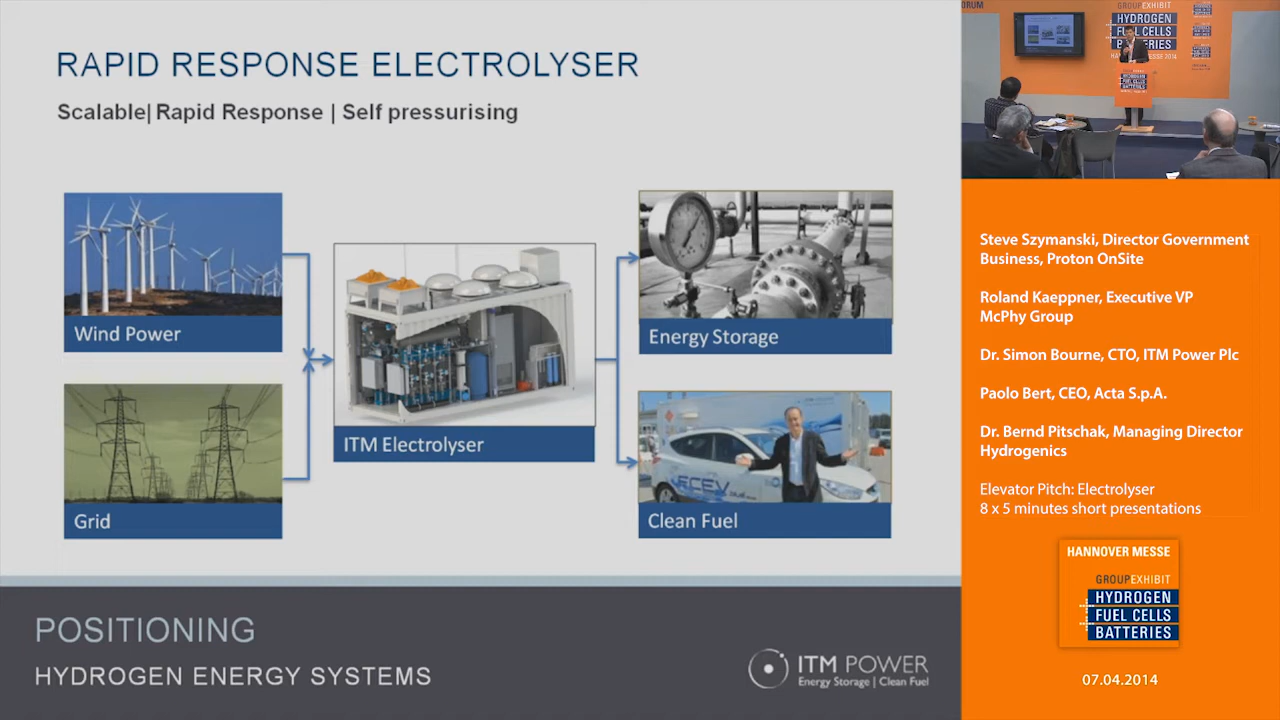 RAPID RESPONSE ELECTROLYSER
Scalable| Rapid Response | Self pressurising
Wind Power
Grid
ITM Electrolyser
Energy Storage
ECEV
Clean Fuel
POSITIONING
HYDROGEN ENERGY SYSTEMS
ITM POWER
Energy Storage | Clean Fuel
GROUPEXHIBIT
HYDROGEN
FUEL CELLS
BATTERIES
Steve Szymanski, Director Government
Business, Proton OnSite
Roland Kaeppner, Executive VP
McPhy Group
Dr. Simon Bourne, CTO, ITM Power Plc
Paolo Bert, CEO, Acta S.p.A.
Dr. Bernd Pitschak, Managing Director
Hydrogenics
Elevator Pitch: Electrolyser
8 x 5 minutes short presentations
HANNOVER MESSE
GROUPEXHIBIT
HYDROGEN
FUEL CELLS
BATTERIES
07.04.2014